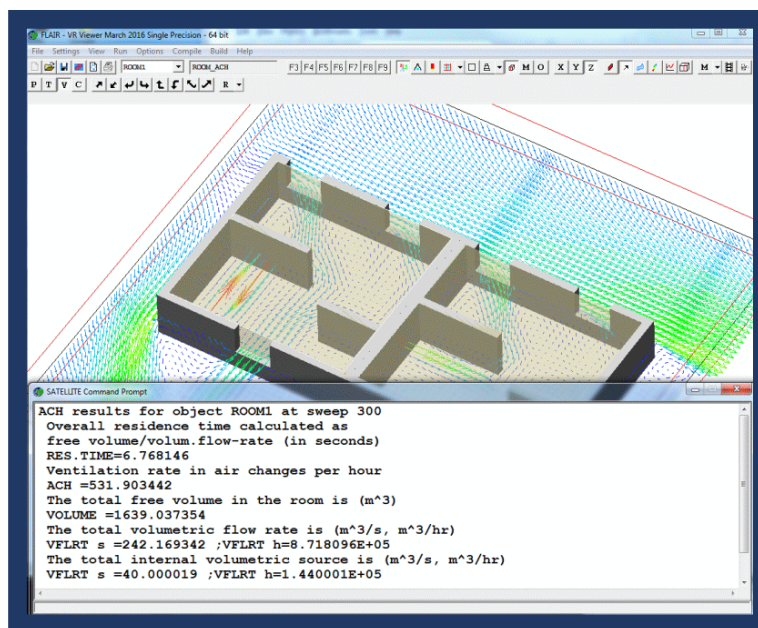 FLAIR - VR Viewer March 2016 Single Precision - 64 bit
File Settings View Run Options Compile Build Help
ROOM1 ROOM_ACH F3 F4 F5 F6 F7 F8 F9 A M O X Y Z M
P T V C R
SATELLITE Command Prompt
ACH results for object ROOM1 at sweep 300
Overall residence time calculated as
free volume/volum.flow-rate (in seconds)
RES.TIME=6.768146
Ventilation rate in air changes per hour
ACH =531.903442
The total free volume in the room is (m^3)
VOLUME =1639.037354
The total volumetric flow rate is (m^3/s, m^3/hr)
VFLRT s =242.169342 ;VFLRT h=8.718096E+05
The total internal volumetric source is (m^3/s, m^3/hr)
VFLRT s =40.000019 ;VFLRT h=1.440001E+05